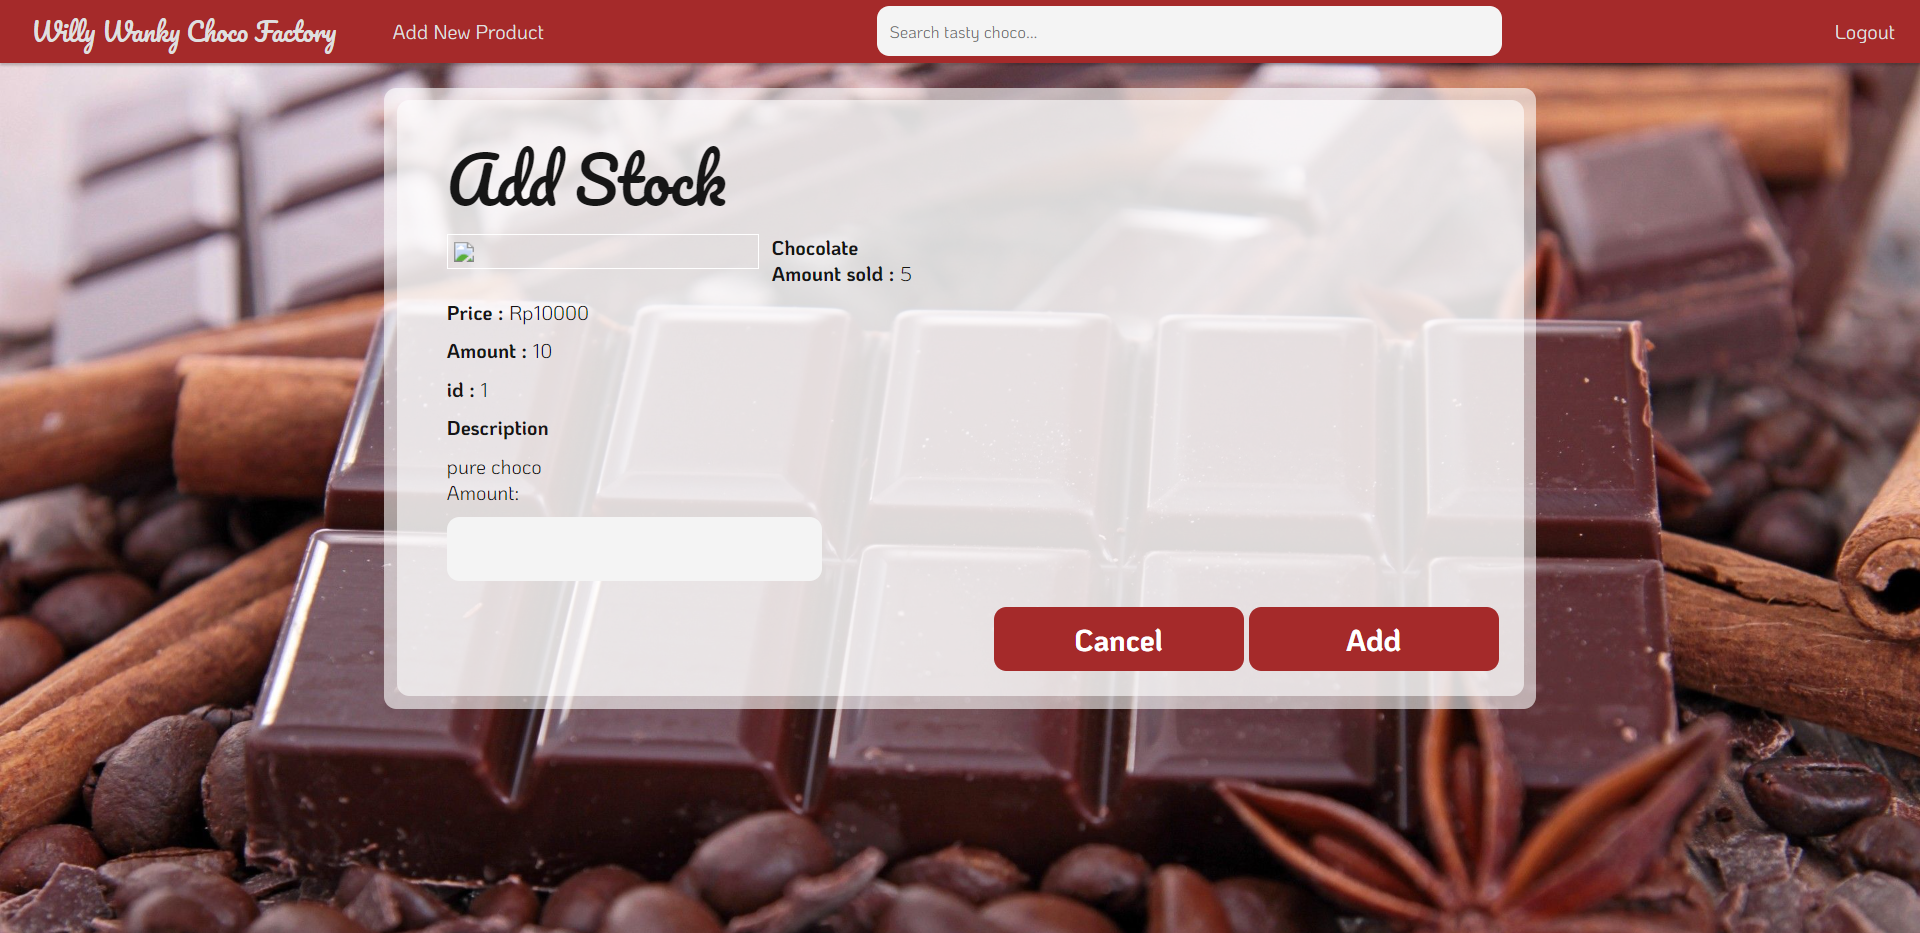 Willy Wanky Choco Factory
Add New Product
Search tasty choco...
Logout
Add Stock
Chocolate
Amount sold : 5
Price : Rp10000
Amount : 10
id : 1
Description
pure choco
Amount:
Cancel
Add